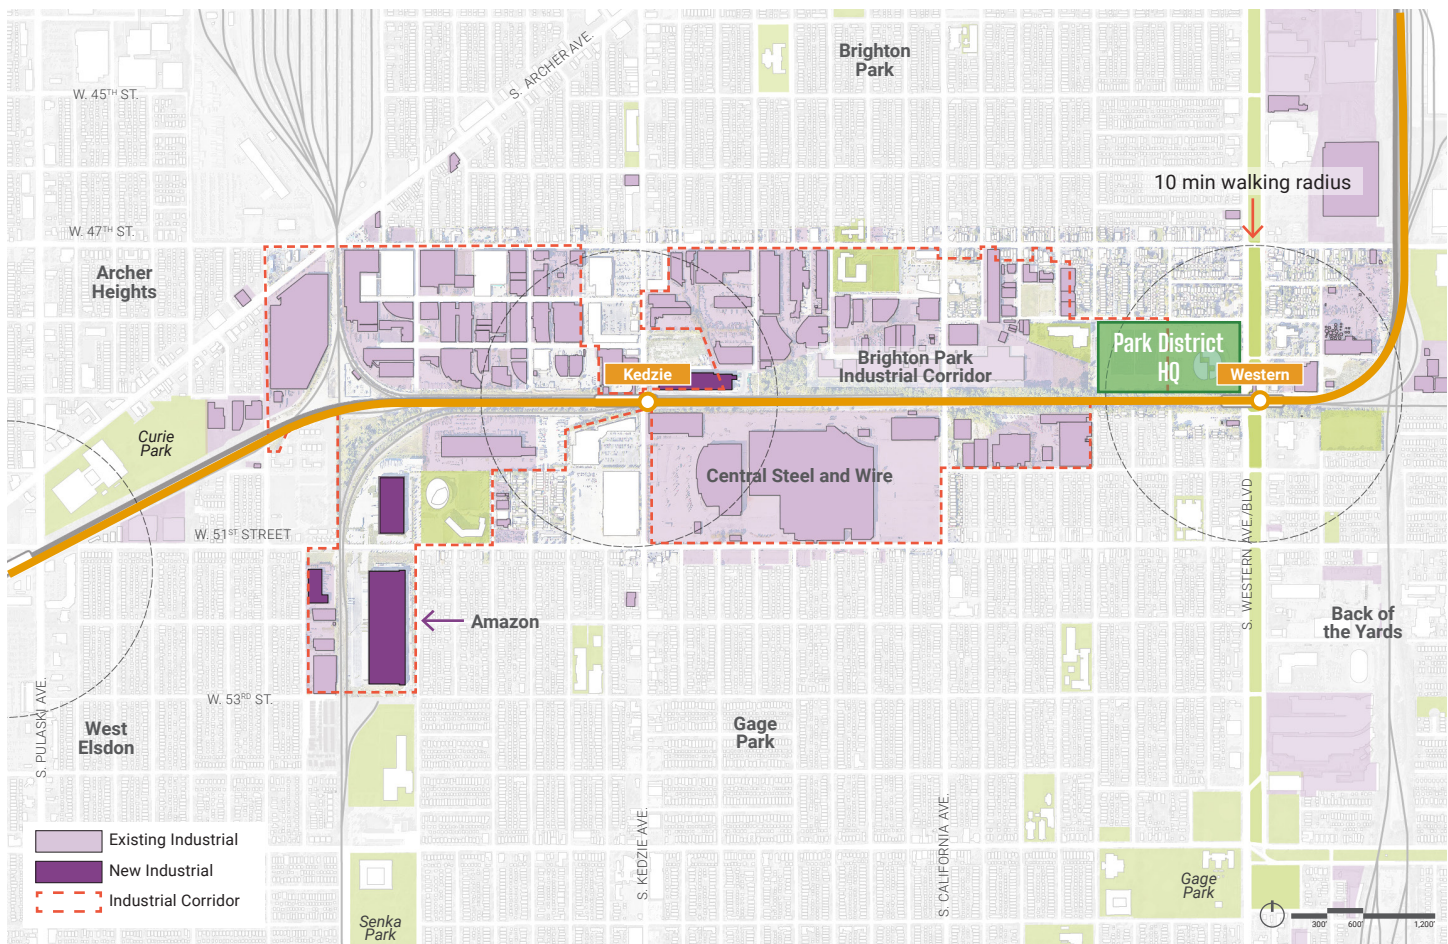 Brighton
Park
S. ARCHER AVE.
W. 45TH ST.
10 min walking radius
W. 47TH ST.
Archer
Heights
Park District
HQ
Brighton Park
Industrial Corridor
Kedzie
Western
Curie
Park
Central Steel and Wire
W. 51ST STREET
S. WESTERN AVE./BLVD
Amazon
Back of
the Yards
W. 53RD ST.
S. PULASKI AVE.
West
Elsdon
Gage
Park
S. KEDZIE AVE.
S. CALIFORNIA AVE.
Existing Industrial
New Industrial
Industrial Corridor
Gage
Park
Senka
Park
300' 600' 1,200'